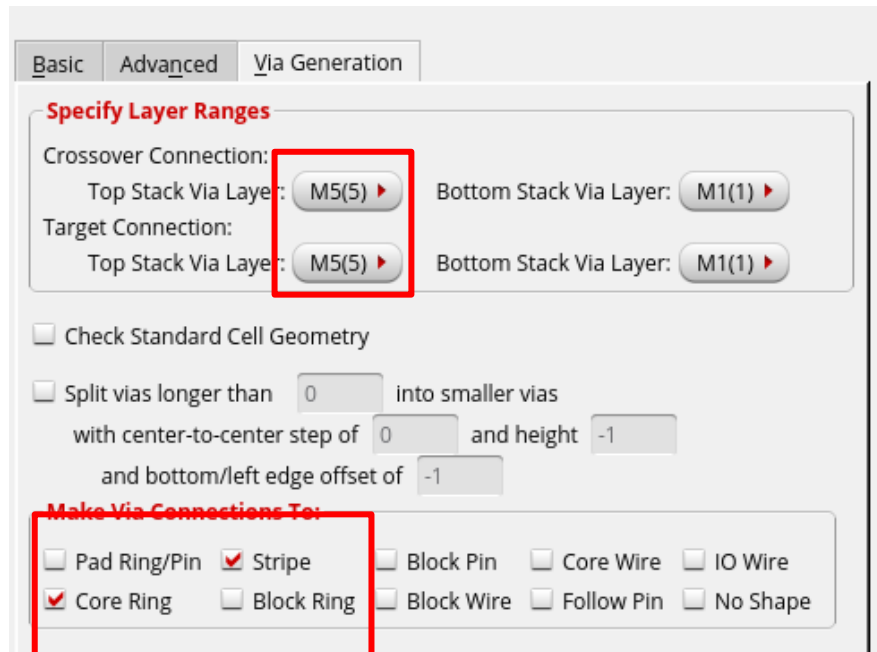 Basic Advanced Via Generation
Specify Layer Ranges
Crossover Connection:
Top Stack Via Layer: M5(5) Bottom Stack Via Layer: M1(1)
Target Connection:
Top Stack Via Layer: M5(5) Bottom Stack Via Layer: M1(1)
Check Standard Cell Geometry
Split vias longer than 0 into smaller vias
with center-to-center step of 0 and height -1
and bottom/left edge offset of -1
Make Via Connections To:
Pad Ring/Pin Stripe Block Pin Core Wire IO Wire
Core Ring Block Ring Block Wire Follow Pin No Shape